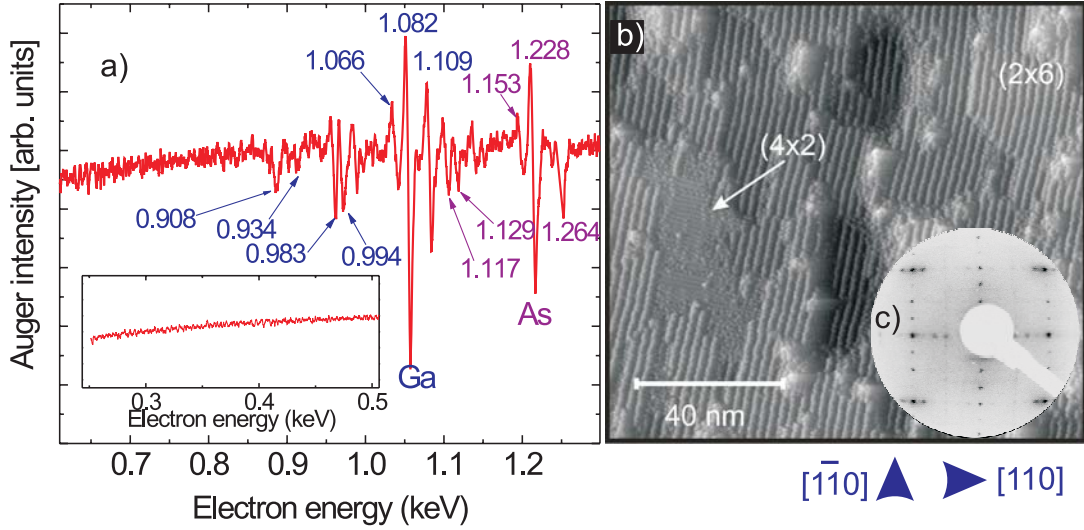 a)
1.082
1.066
1.109
1.153
1.228
0.908
0.934
0.983
0.994
1.117
1.129
1.264
As
Ga
Auger intensity [arb. units]
0.3 0.4 0.5
Electron energy (keV)
0.7 0.8 0.9 1.0 1.1 1.2
Electron energy (keV)
b)
(2x6)
(4x2)
40 nm
c)
[1̅10] [110]